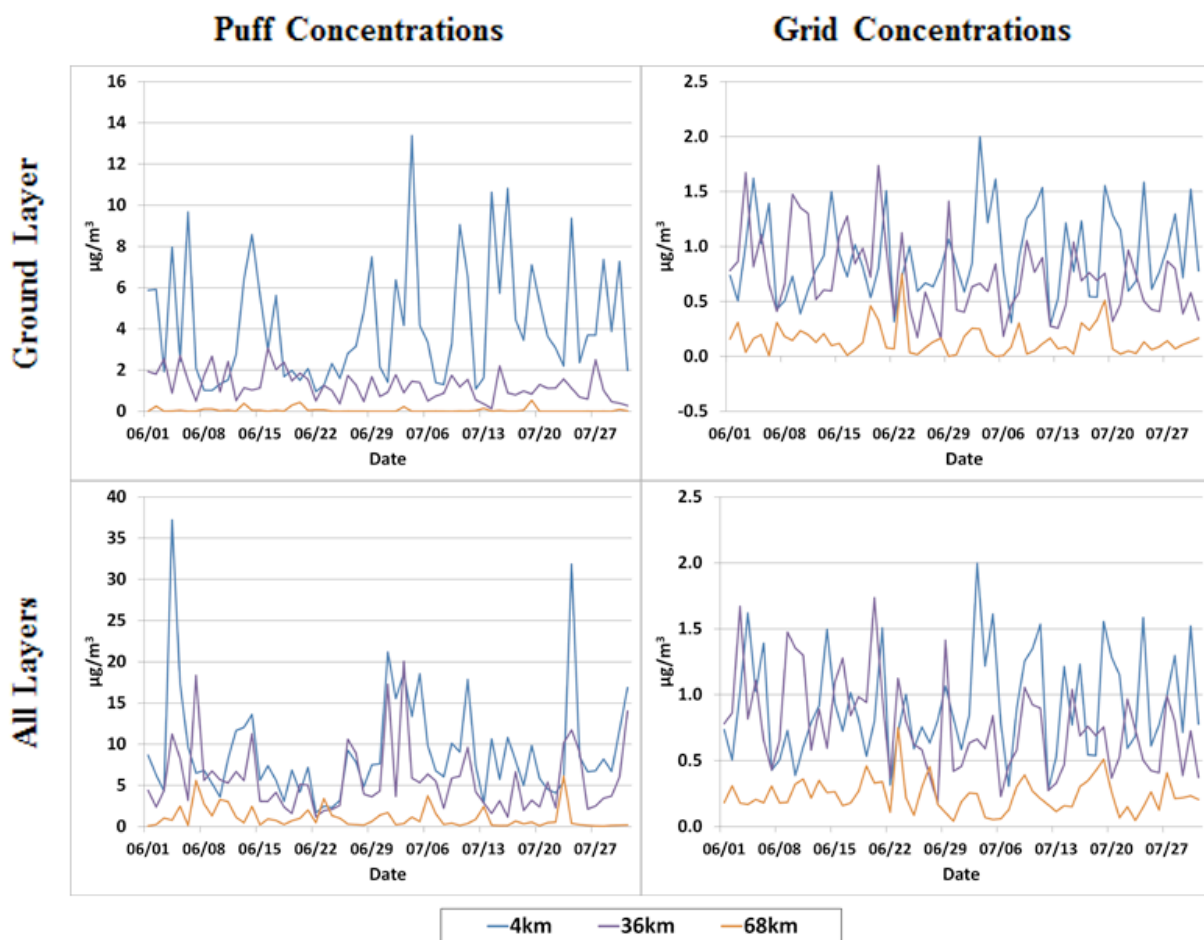 Puff Concentrations Grid Concentrations
Ground Layer
16
14
12
10
8
6
4
2
0
µg/m³
06/01 06/08 06/15 06/22 06/29 07/06 07/13 07/20 07/27
Date
2.5
2.0
1.5
1.0
0.5
0.0
-0.5
µg/m³
06/01 06/08 06/15 06/22 06/29 07/06 07/13 07/20 07/27
Date
All Layers
40
35
30
25
20
15
10
5
0
µg/m³
06/01 06/08 06/15 06/22 06/29 07/06 07/13 07/20 07/27
Date
2.5
2.0
1.5
1.0
0.5
0.0
µg/m³
06/01 06/08 06/15 06/22 06/29 07/06 07/13 07/20 07/27
Date
4km 36km 68km